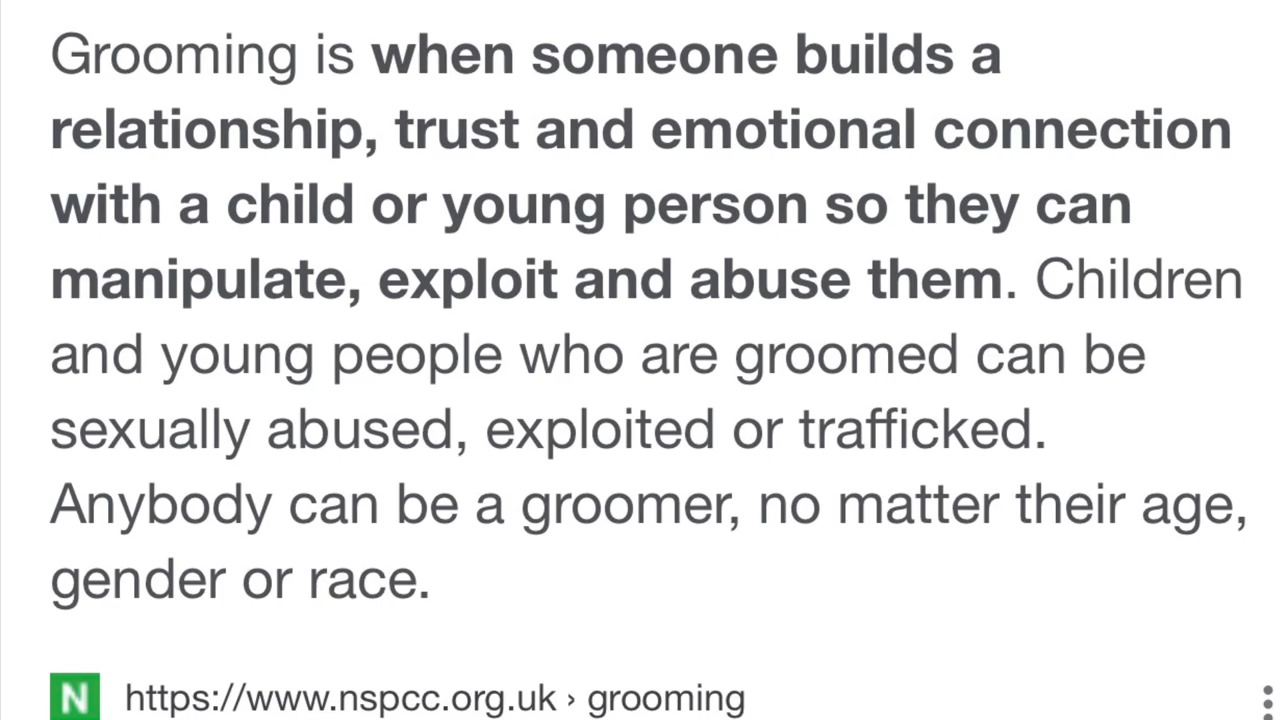 Grooming is when someone builds a
relationship, trust and emotional connection
with a child or young person so they can
manipulate, exploit and abuse them. Children
and young people who are groomed can be
sexually abused, exploited or trafficked.
Anybody can be a groomer, no matter their age,
gender or race.
N https://www.nspcc.org.uk › grooming